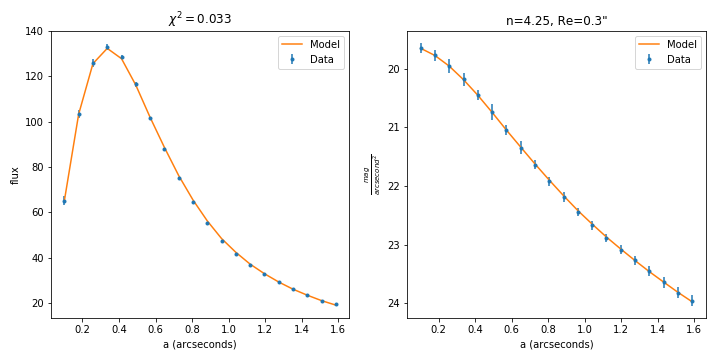 χ² = 0.033
n=4.25, Re=0.3"
140
120
100
80
60
40
20
flux
Model
Data
0.2 0.4 0.6 0.8 1.0 1.2 1.4 1.6
a (arcseconds)
20
21
22
23
24
mag
arcsecond²
Model
Data
0.2 0.4 0.6 0.8 1.0 1.2 1.4 1.6
a (arcseconds)